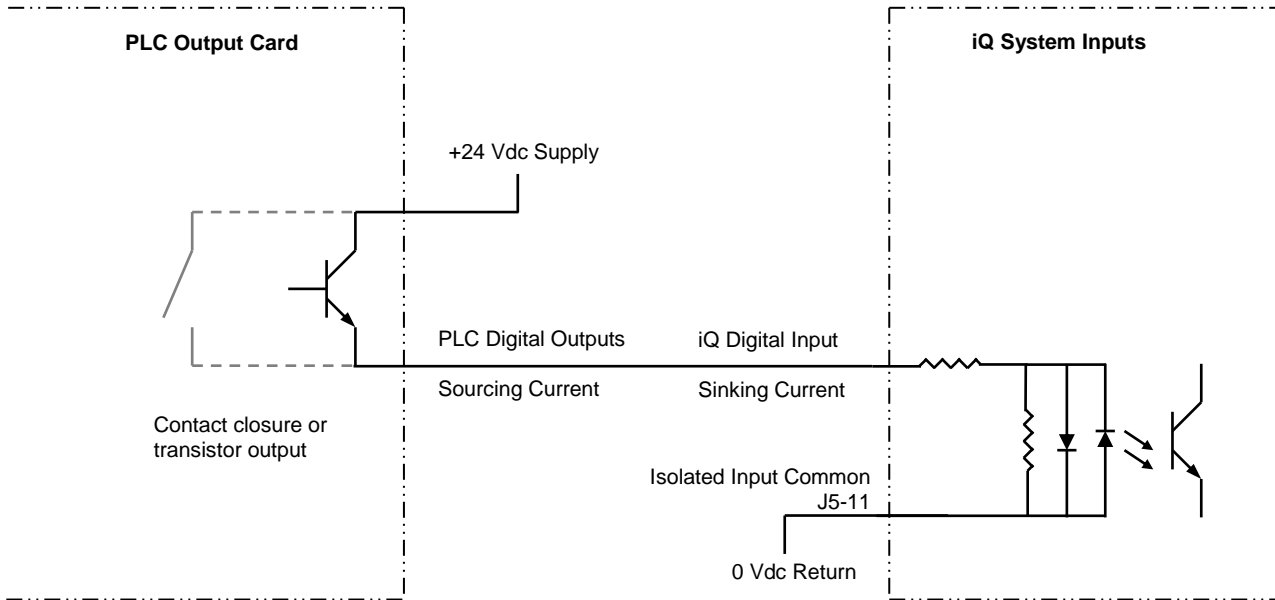 PLC Output Card
iQ System Inputs
+24 Vdc Supply
PLC Digital Outputs
iQ Digital Input
Sourcing Current
Sinking Current
Contact closure or
transistor output
Isolated Input Common
J5-11
0 Vdc Return